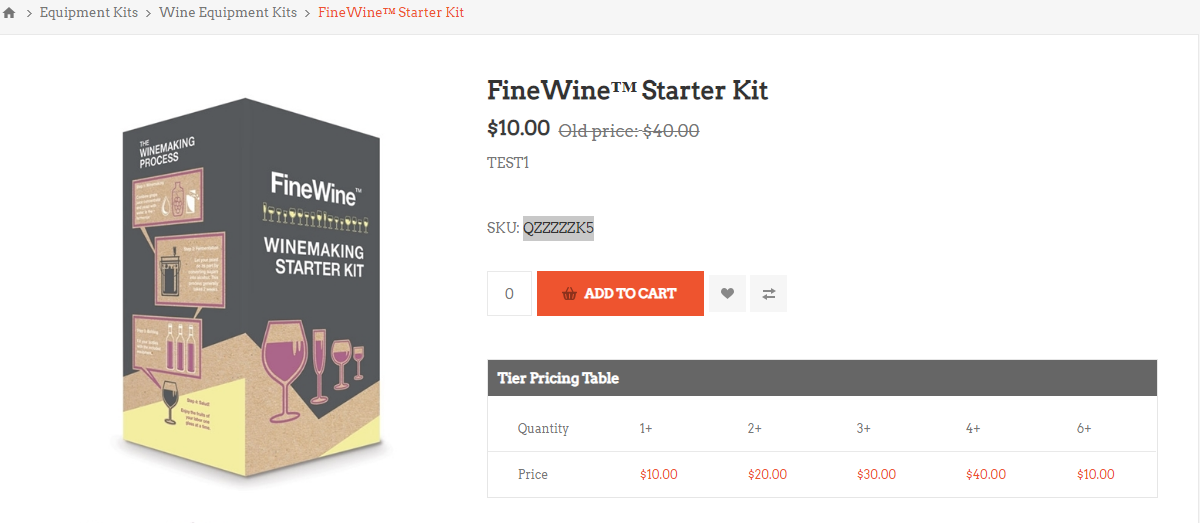 Equipment Kits > Wine Equipment Kits > FineWine™ Starter Kit
FineWine™ Starter Kit
$10.00 Old price: $40.00
TEST1
SKU: QZZZZZK5
0 ADD TO CART
Tier Pricing Table
Quantity 1+ 2+ 3+ 4+ 6+
Price $10.00 $20.00 $30.00 $40.00 $10.00
THE
WINEMAKING
PROCESS
FineWine™
WINEMAKING
STARTER KIT